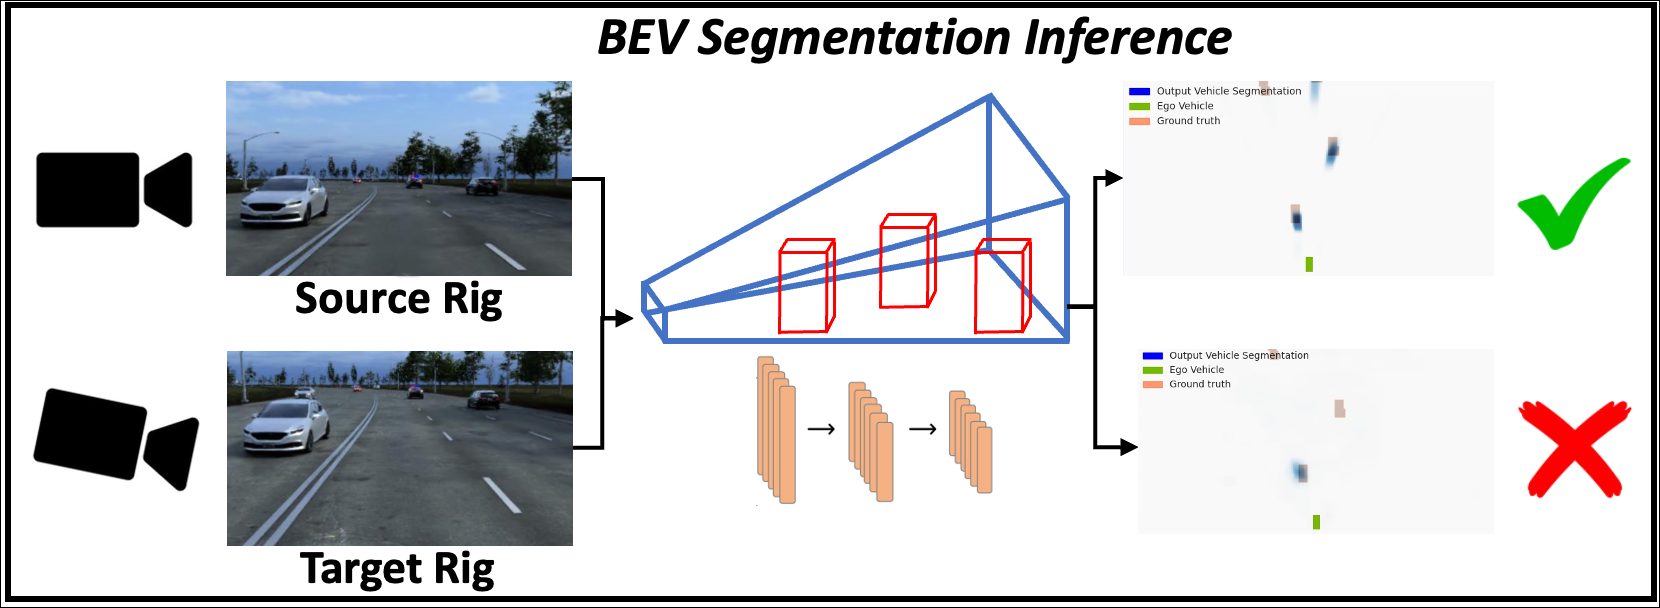 BEV Segmentation Inference
Source Rig
Target Rig
Output Vehicle Segmentation
Ego Vehicle
Ground truth
Output Vehicle Segmentation
Ego Vehicle
Ground truth